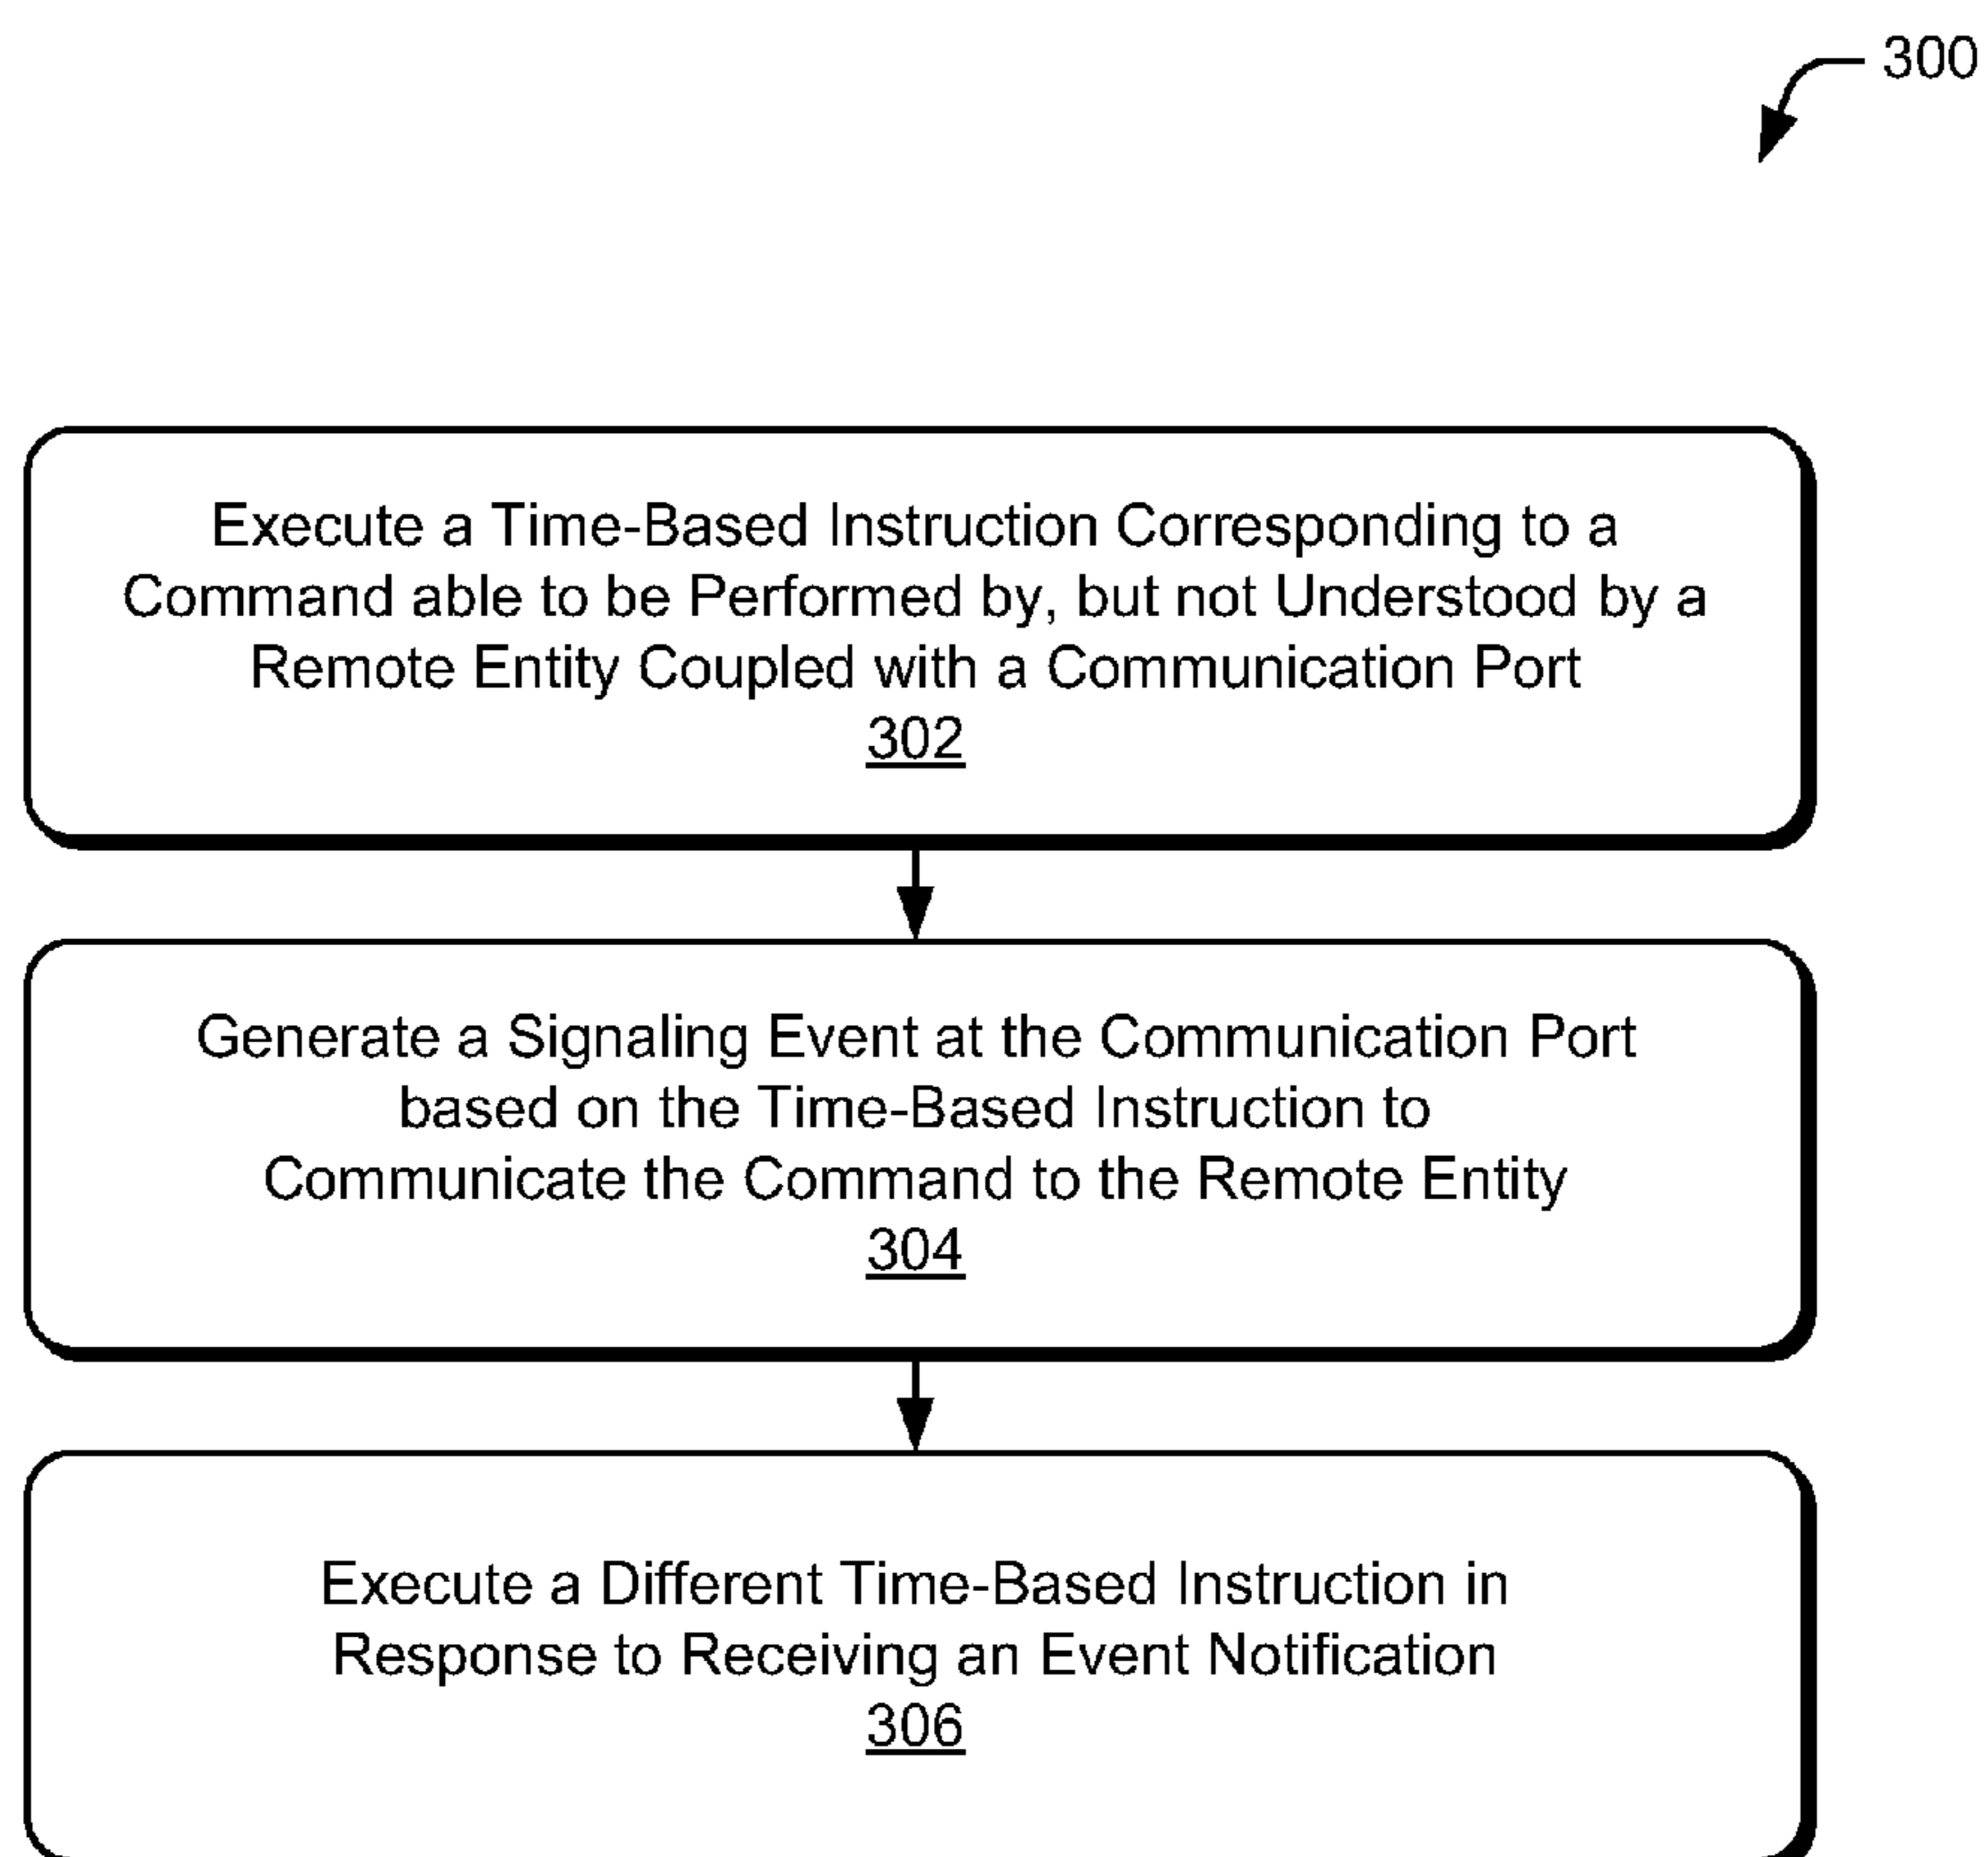 300
Execute a Time-Based Instruction Corresponding to a
Command able to be Performed by, but not Understood by a
Remote Entity Coupled with a Communication Port
302
Generate a Signaling Event at the Communication Port
based on the Time-Based Instruction to
Communicate the Command to the Remote Entity
304
Execute a Different Time-Based Instruction in
Response to Receiving an Event Notification
306